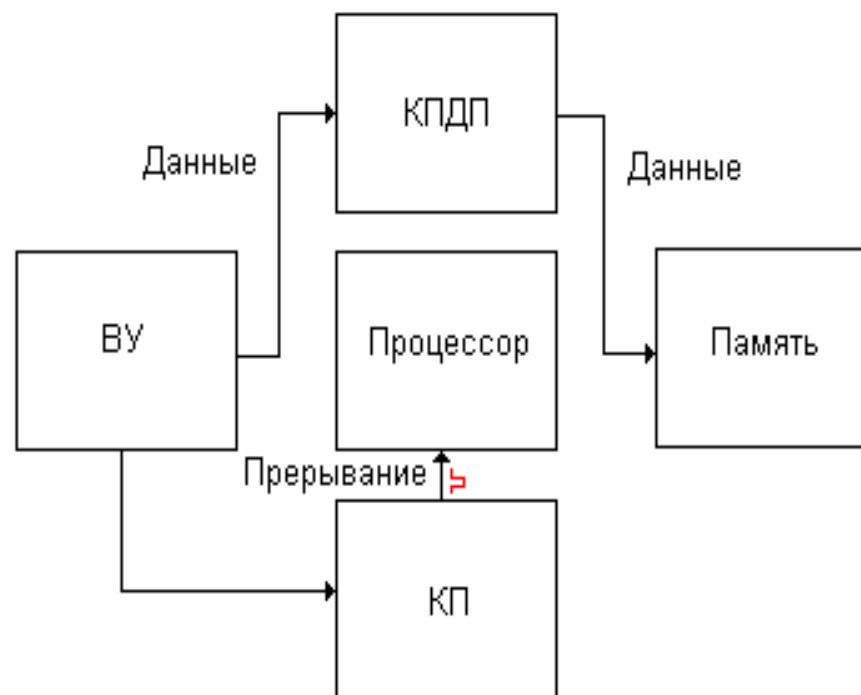 КПДП
Данные
Данные
ВУ
Процессор
Память
Прерывание
КП